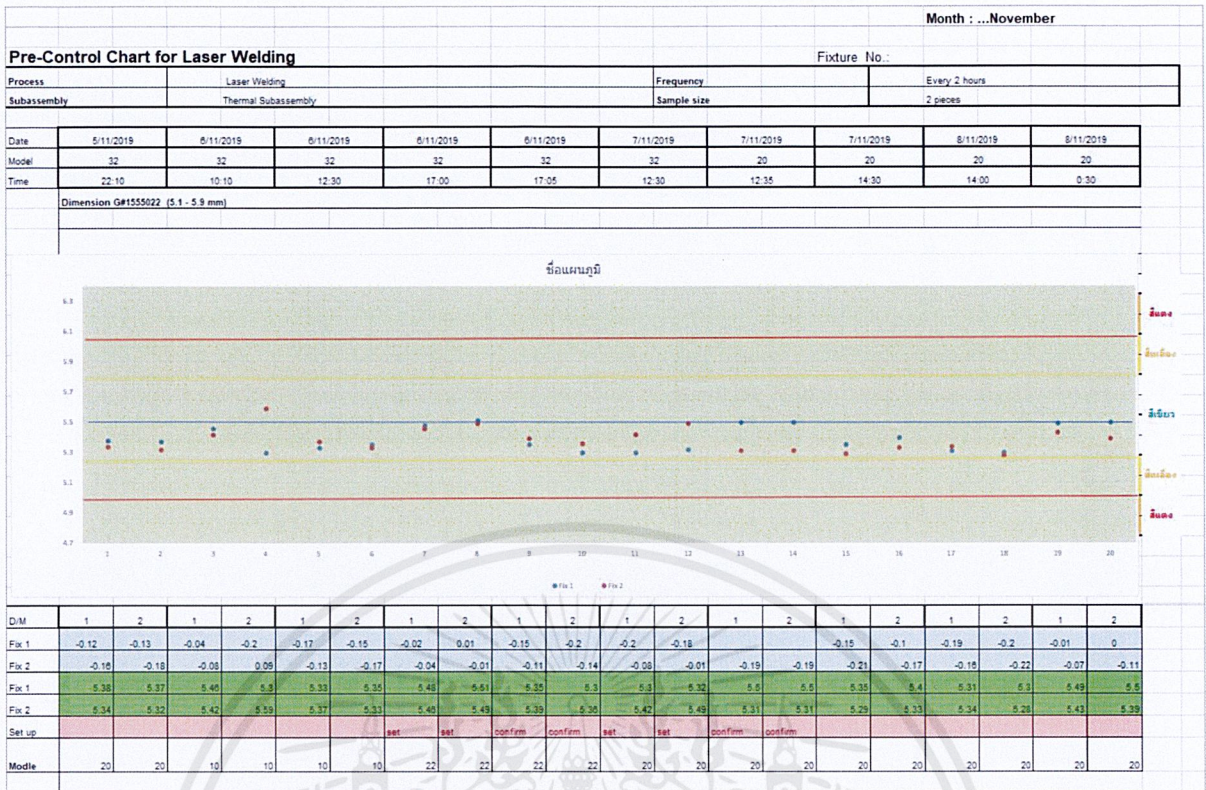 Month : ...November
Pre-Control Chart for Laser Welding Fixture No.:
Process Laser Welding Frequency Every 2 hours
Subassembly Thermal Subassembly Sample size 2 pieces
Date 5/11/2019 6/11/2019 6/11/2019 6/11/2019 6/11/2019 7/11/2019 7/11/2019 7/11/2019 8/11/2019 8/11/2019
Model 32 32 32 32 32 32 20 20 20 20
Time 22:10 10:10 12:30 17:00 17:05 12:30 12:35 14:30 14:00 0:30
Dimension G#1555022 (5.1 - 5.9 mm)
ชื่อแผนภูมิ
6.3
สีแดง
6.1
สีเหลือง
5.9
5.7
5.5 สีเขียว
5.3
5.1 สีเหลือง
4.9 สีแดง
4.7
1 2 3 4 5 6 7 8 9 10 11 12 13 14 15 16 17 18 19 20
Fix 1 Fix 2
D/M 1 2 1 2 1 2 1 2 1 2 1 2 1 2 1 2 1 2 1 2
Fix 1 -0.12 -0.13 -0.04 -0.2 -0.17 -0.15 -0.02 0.01 -0.15 -0.2 -0.2 -0.18 -0.15 -0.1 -0.19 -0.2 -0.01 0
Fix 2 -0.16 -0.18 -0.08 0.09 -0.13 -0.17 -0.04 -0.01 -0.11 -0.14 -0.08 -0.01 -0.19 -0.19 -0.21 -0.17 -0.16 -0.22 -0.07 -0.11
Fix 1 5.38 5.37 5.46 5.3 5.33 5.35 5.48 5.51 5.35 5.3 5.3 5.32 5.5 5.5 5.35 5.4 5.31 5.3 5.49 5.5
Fix 2 5.34 5.32 5.42 5.59 5.37 5.33 5.46 5.49 5.39 5.36 5.42 5.49 5.31 5.31 5.29 5.33 5.34 5.28 5.43 5.39
Set up set set confirm confirm set set confirm confirm
Modle 20 20 10 10 10 10 22 22 22 22 20 20 20 20 20 20 20 20 20 20